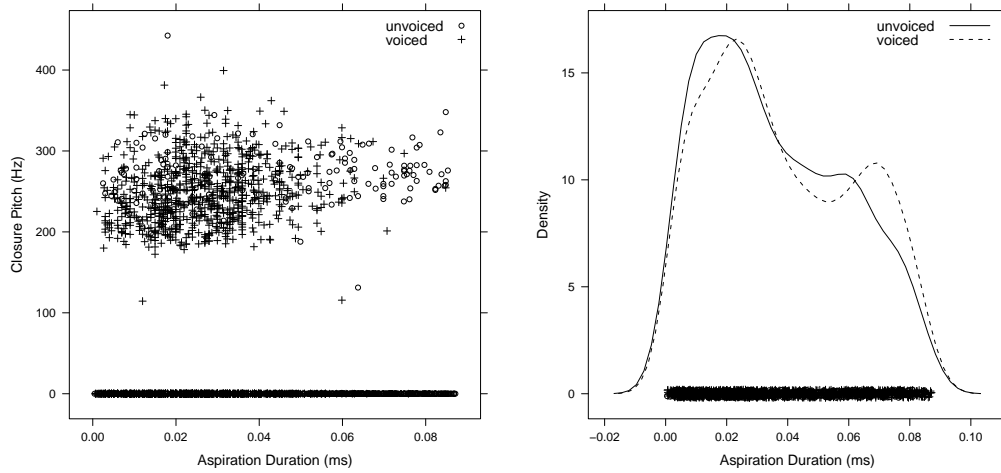 unvoiced
voiced
400
300
200
100
0
Closure Pitch (Hz)
0.00 0.02 0.04 0.06 0.08
Aspiration Duration (ms)
unvoiced
voiced
15
10
5
0
Density
−0.02 0.00 0.02 0.04 0.06 0.08 0.10
Aspiration Duration (ms)